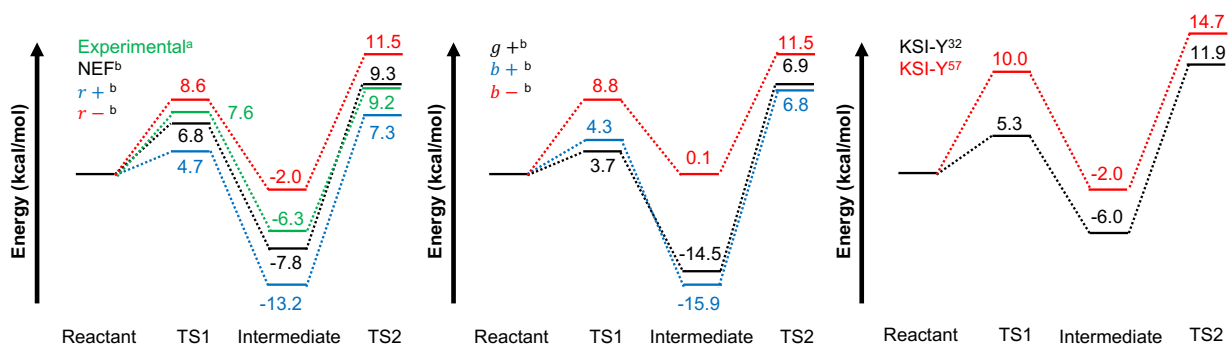 Energy (kcal/mol)
Experimentalᵃ
NEFᵇ
r + ᵇ
r − ᵇ
8.6
7.6
6.8
4.7
-2.0
-6.3
-7.8
-13.2
11.5
9.3
9.2
7.3
Reactant TS1 Intermediate TS2
Energy (kcal/mol)
g +ᵇ
b + ᵇ
b − ᵇ
8.8
4.3
3.7
0.1
-14.5
-15.9
11.5
6.9
6.8
Reactant TS1 Intermediate TS2
Energy (kcal/mol)
KSI-Y³²
KSI-Y⁵⁷
10.0
5.3
-2.0
-6.0
14.7
11.9
Reactant TS1 Intermediate TS2